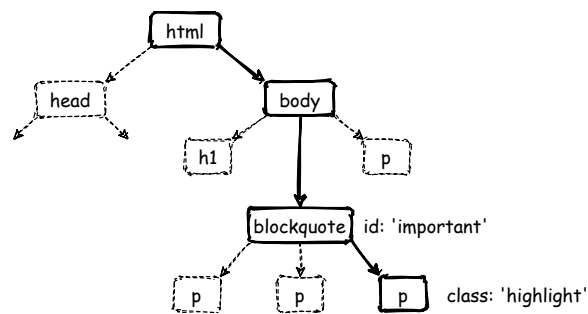 html
head
body
h1
p
blockquote id: 'important'
p p p class: 'highlight'